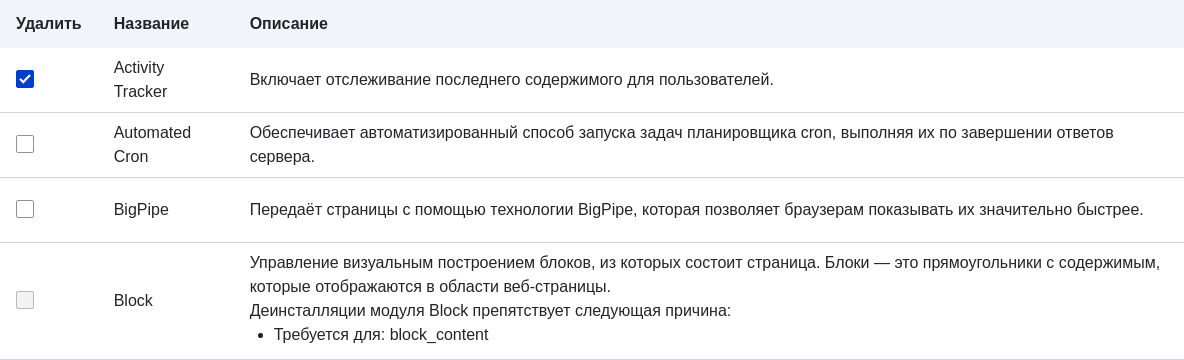 Удалить Название Описание
Activity
Tracker
Включает отслеживание последнего содержимого для пользователей.
Automated
Cron
Обеспечивает автоматизированный способ запуска задач планировщика cron, выполняя их по завершении ответов
сервера.
BigPipe
Передаёт страницы с помощью технологии BigPipe, которая позволяет браузерам показывать их значительно быстрее.
Block
Управление визуальным построением блоков, из которых состоит страница. Блоки — это прямоугольники с содержимым,
которые отображаются в области веб-страницы.
Деинсталляции модуля Block препятствует следующая причина:
• Требуется для: block_content